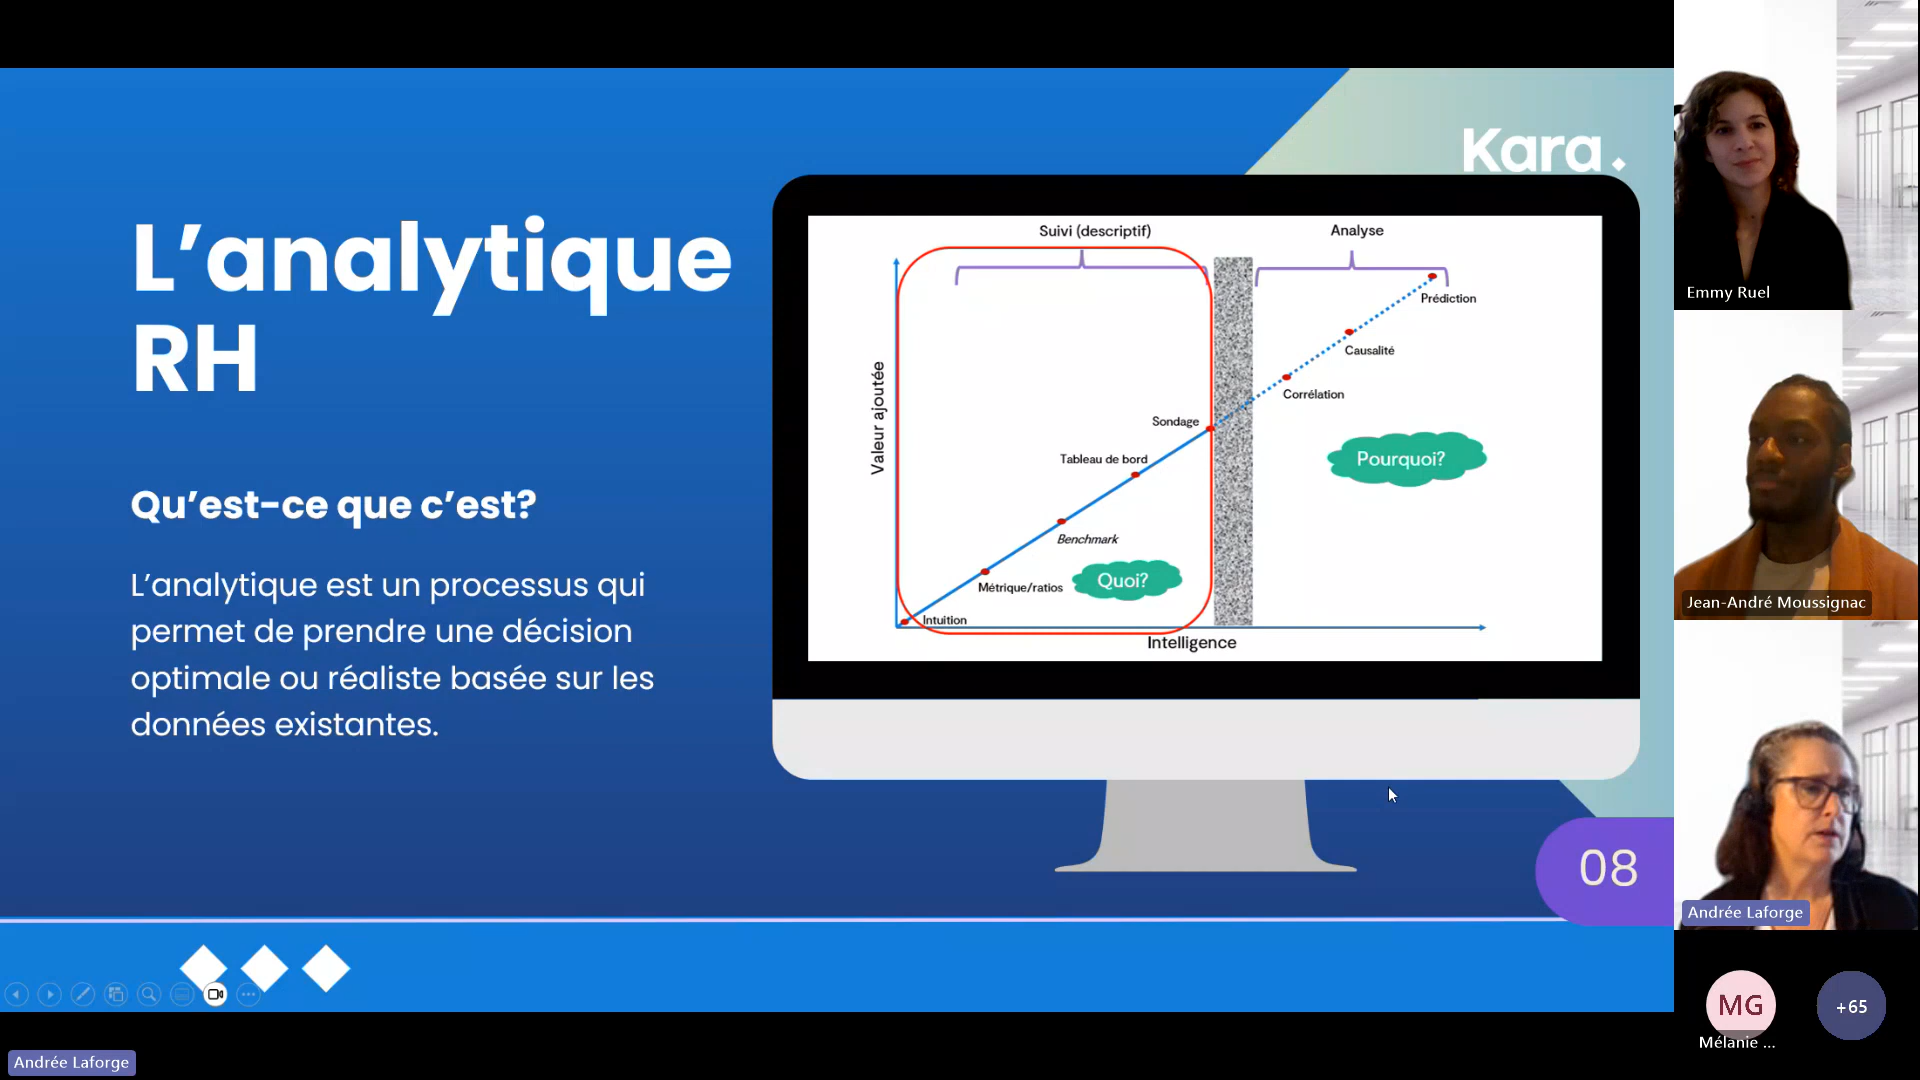 Kara.
L'analytique
RH
Qu'est-ce que c'est?
L'analytique est un processus qui
permet de prendre une décision
optimale ou réaliste basée sur les
données existantes.
Suivi (descriptif)
Analyse
Valeur ajoutée
Prédiction
Causalité
Corrélation
Sondage
Tableau de bord
Pourquoi?
Benchmark
Quoi?
Métrique/ratios
Intuition
Intelligence
08
Emmy Ruel
Jean-André Moussignac
Andrée Laforge
MG
+65
Mélanie ...
Andrée Laforge